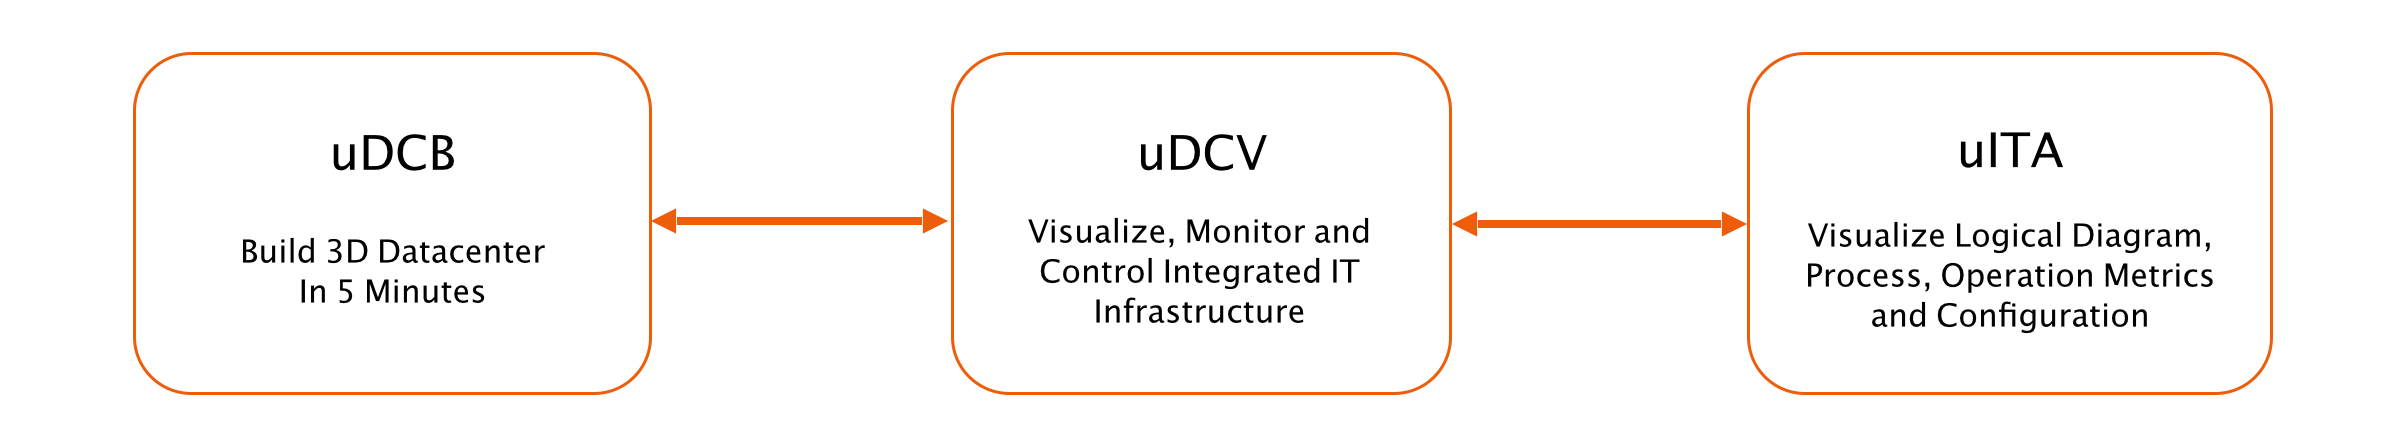 uDCB
Build 3D Datacenter
In 5 Minutes
uDCV
Visualize, Monitor and
Control Integrated IT
Infrastructure
uITA
Visualize Logical Diagram,
Process, Operation Metrics
and Configuration